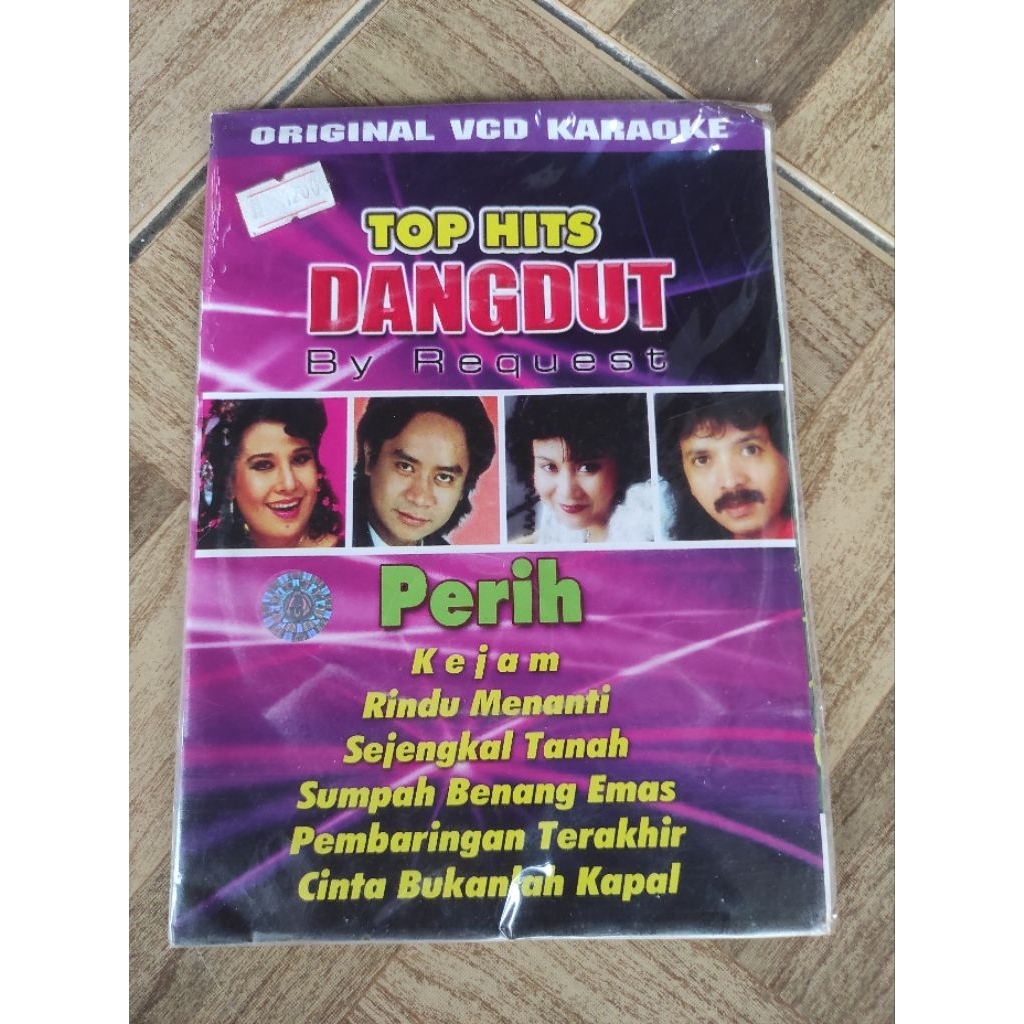 ORIGINAL VCD KARAOKE
TOP HITS
DANGDUT
By Request
Perih
Kejam
Rindu Menanti
Sejengkal Tanah
Sumpah Benang Emas
Pembaringan Terakhir
Cinta Bukanlah Kapal